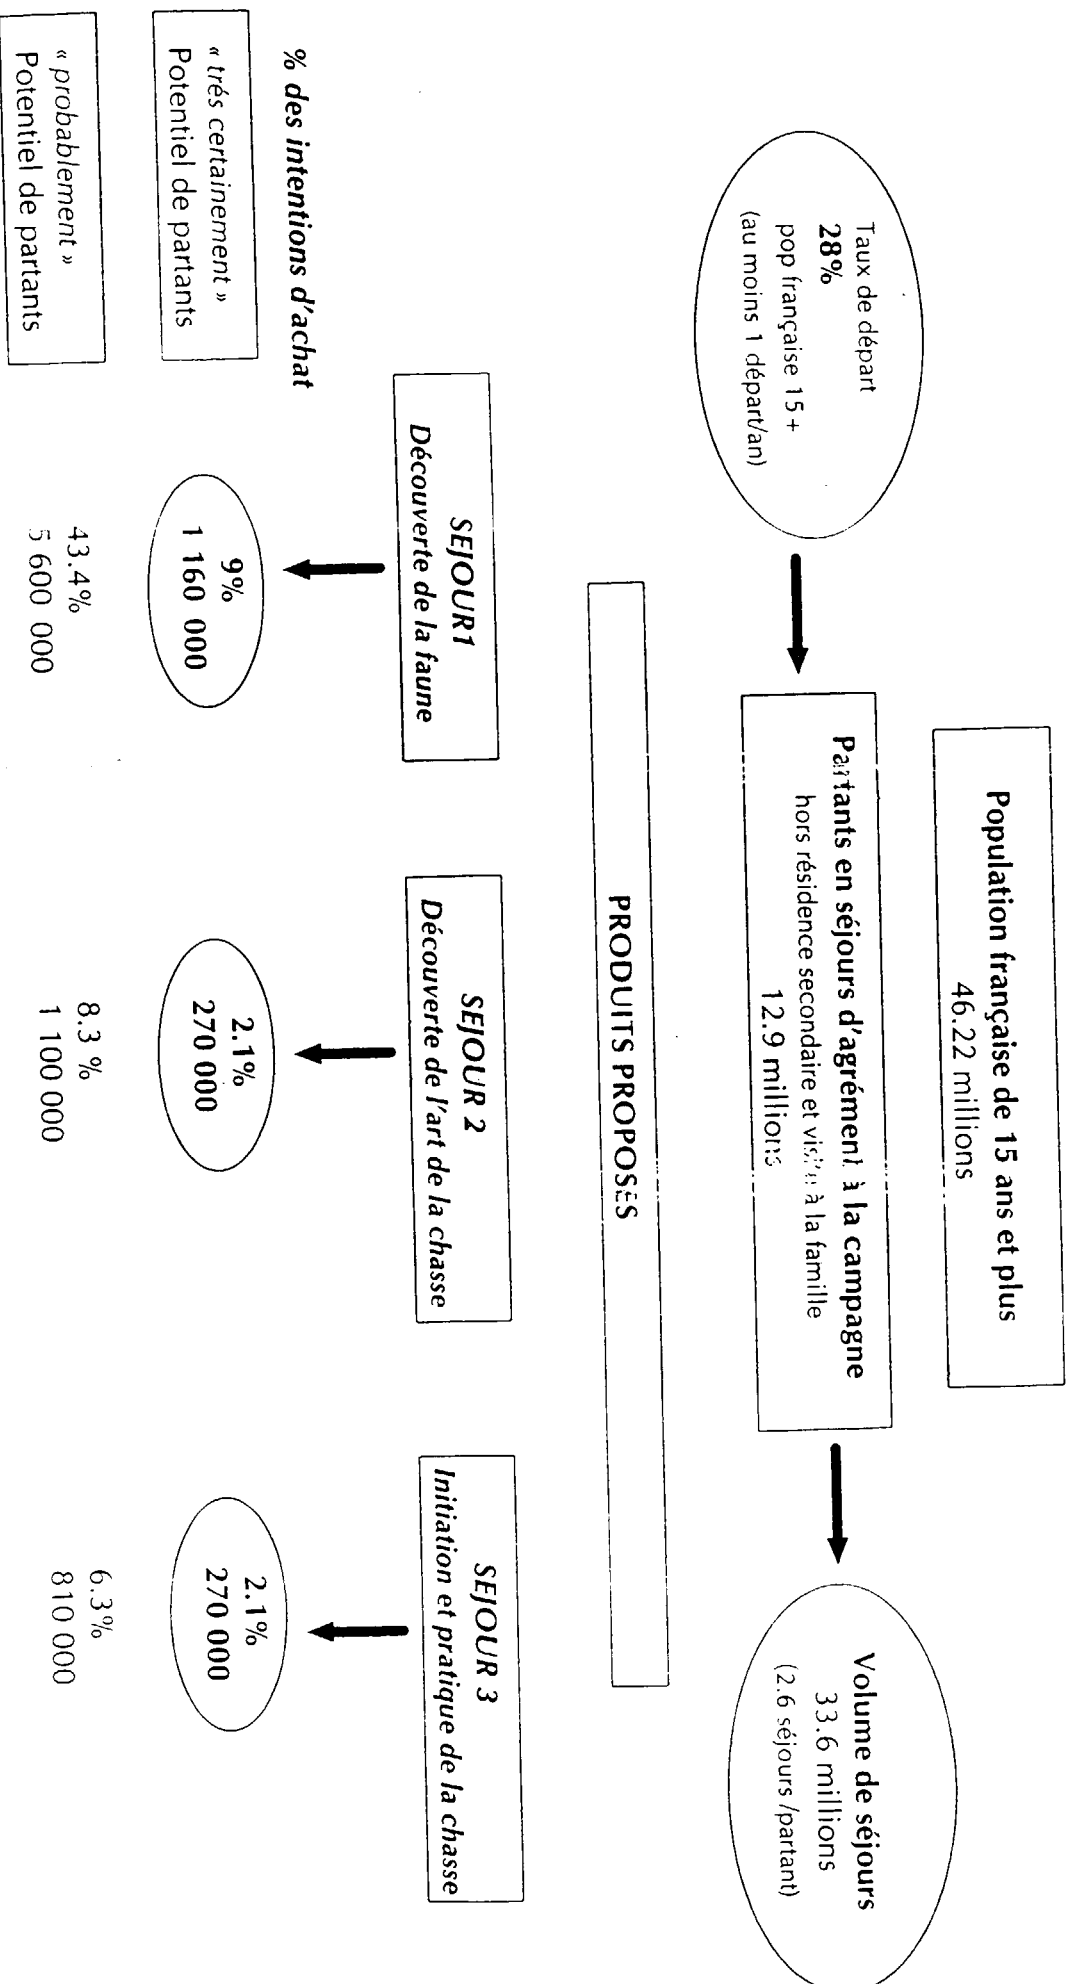 Population française de 15 ans et plus
46.22 millions
Taux de départ
28%
pop française 15+
(au moins 1 départ/an)
Partants en séjours d'agrément à la campagne
hors résidence secondaire et visite à la famille
12.9 millions
Volume de séjours
33.6 millions
(2.6 séjours /partant)
PRODUITS PROPOSES
SEJOUR1
Découverte de la faune
SEJOUR 2
Découverte de l'art de la chasse
SEJOUR 3
Initiation et pratique de la chasse
% des intentions d'achat
« trés certainement »
Potentiel de partants
9%
1 160 000
2.1%
270 000
2.1%
270 000
« probablement »
Potentiel de partants
43.4%
5 600 000
8.3 %
1 100 000
6.3%
810 000